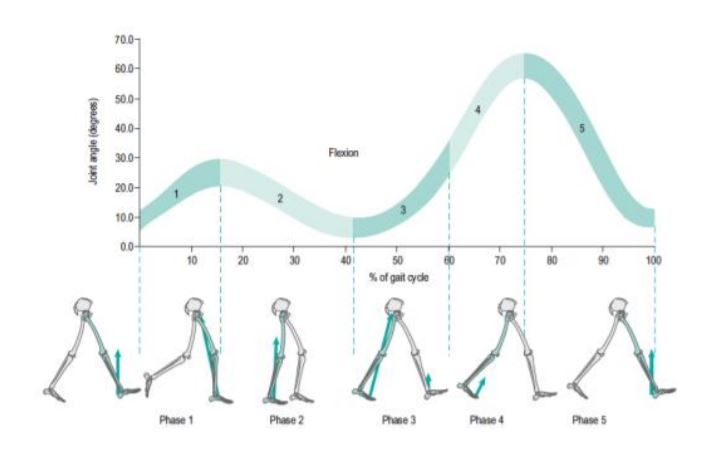 70.0
60.0
50.0
40.0
30.0
20.0
10.0
0.0
Joint angle (degrees)
Flexion
1
2
3
4
5
10
20
30
40
50
60
70
80
90
100
% of gait cycle
Phase 1
Phase 2
Phase 3
Phase 4
Phase 5